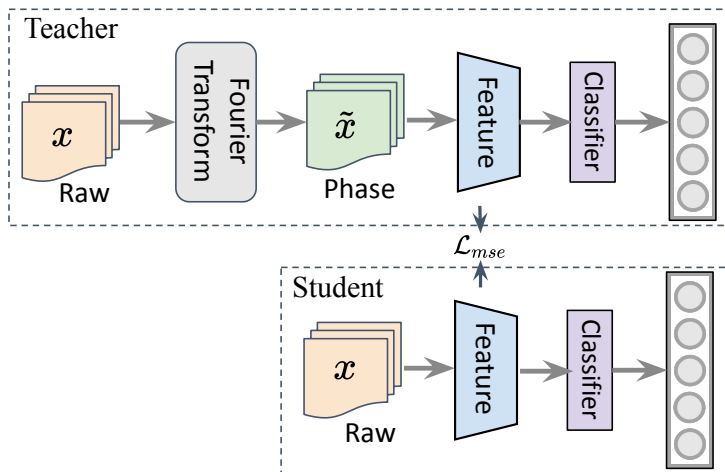 Teacher
x
Raw
Fourier
Transform
x̃
Phase
Feature
Classifier
ℒmse
Student
x
Raw
Feature
Classifier